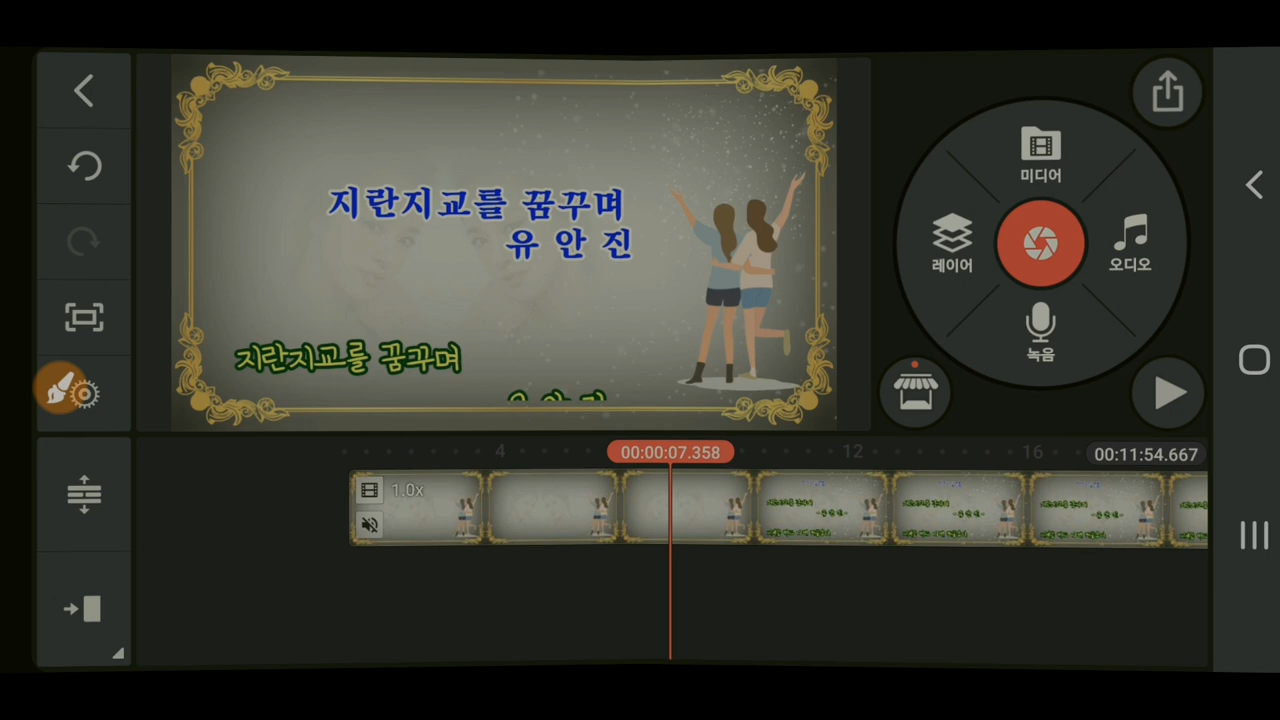 지란지교를 꿈꾸며
유 안 진
지란지교를 꿈꾸며
미디어
레이어
오디오
녹음
4
00:00:07.358
12
16
00:11:54.667
1.0x